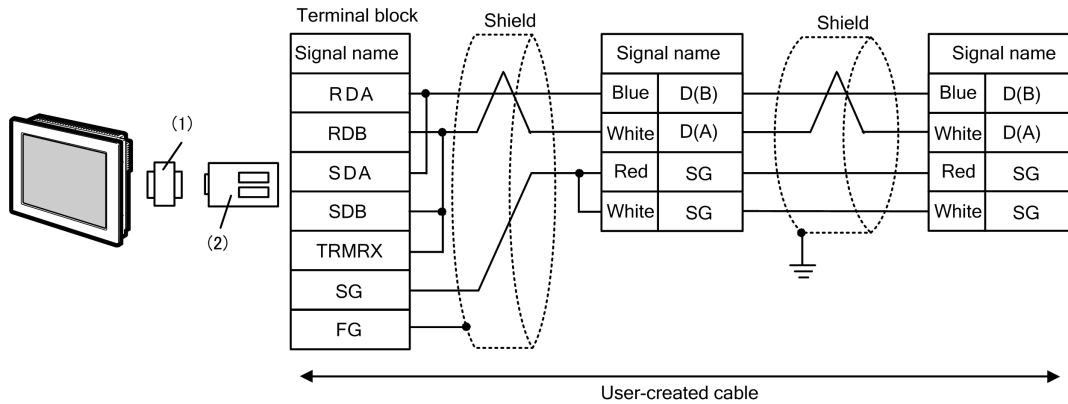 Terminal block
Shield
Shield
Signal name
Signal name
Signal name
RDA
Blue D(B)
Blue D(B)
RDB
White D(A)
White D(A)
SDA
Red SG
Red SG
SDB
White SG
White SG
TRMRX
SG
FG
(1)
(2)
User-created cable